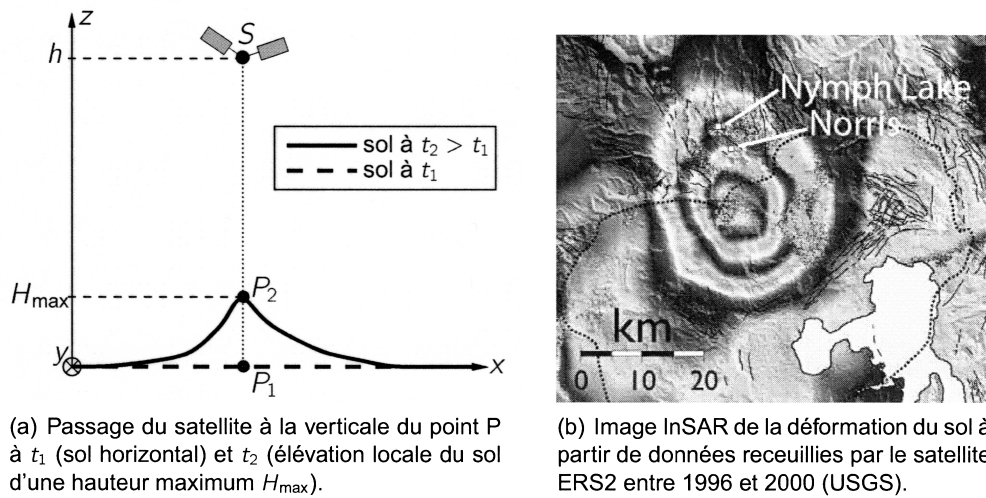 z
S
h
sol à t₂ > t₁
sol à t₁
Hmax
P₂
y
P₁
x
(a) Passage du satellite à la verticale du point P
à t₁ (sol horizontal) et t₂ (élévation locale du sol
d'une hauteur maximum Hmax).
Nymph Lake
Norris
km
0 10 20
(b) Image InSAR de la déformation du sol à
partir de données receuillies par le satellite
ERS2 entre 1996 et 2000 (USGS).